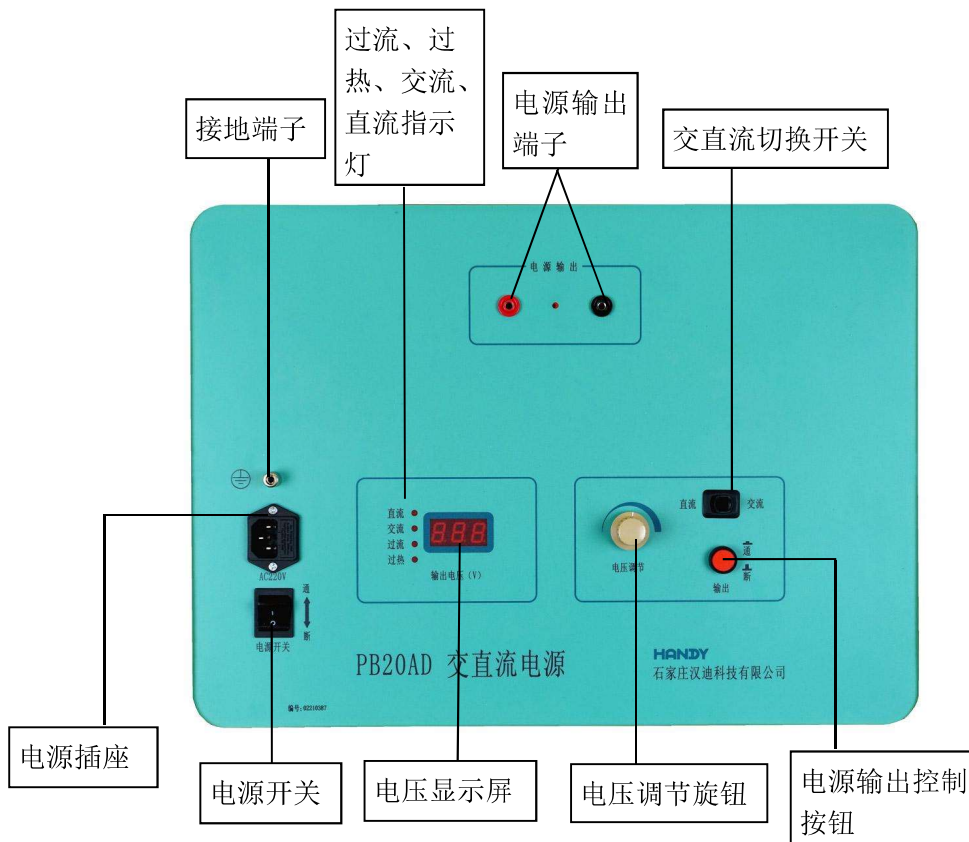 过流、过
热、交流、
直流指示
灯
电源输出
端子
接地端子
交直流切换开关
电源输出
直流
交流
过流
过热
输出电压（V）
电压调节
直流
交流
通
断
输出
AC220V
通
断
电源开关
PB20AD 交直流电源
HANDY
石家庄汉迪科技有限公司
编号:02210387
电源插座
电源开关
电压显示屏
电压调节旋钮
电源输出控制
按钮